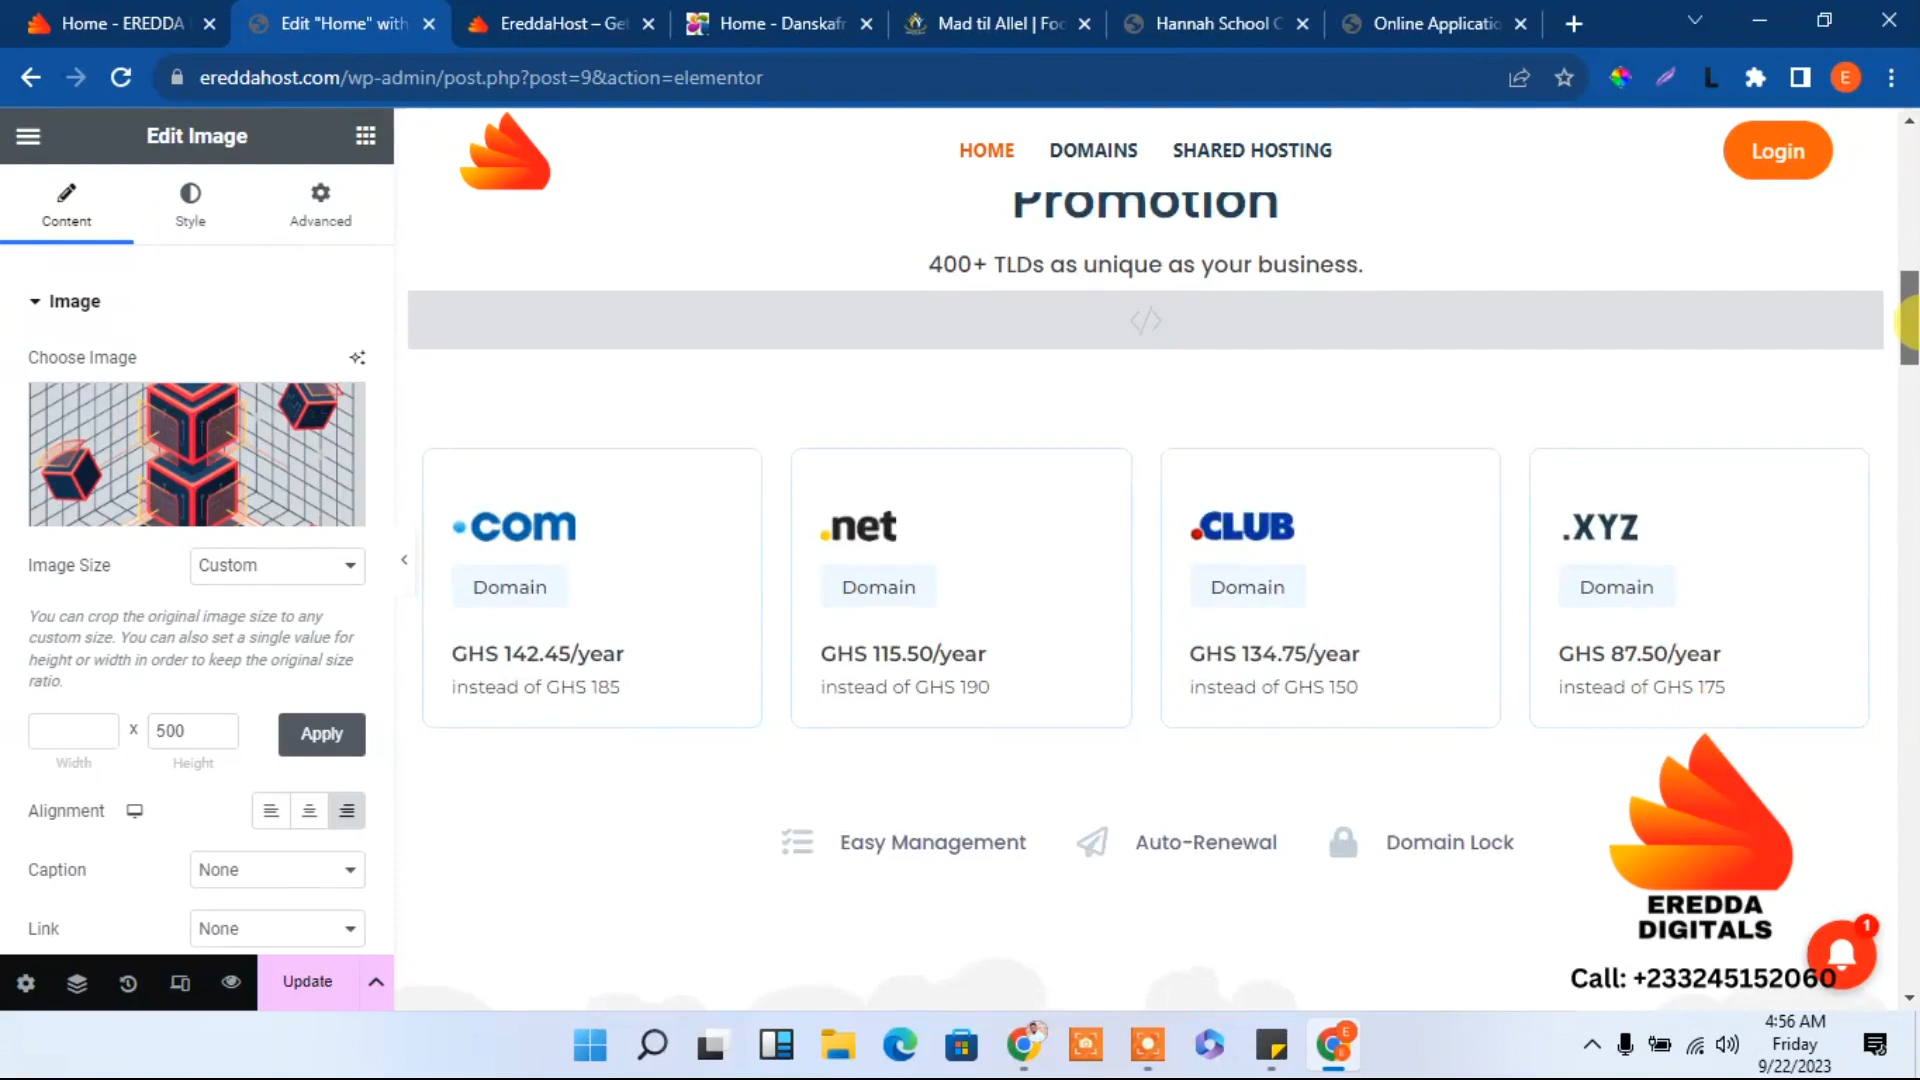 Home - EREDDA
Edit "Home" with
EreddaHost – Get
Home - Danskafr
Mad til Allel | Foo
Hannah School C
Online Applicatio
ereddahost.com/wp-admin/post.php?post=9&action=elementor
E
Edit Image
Content
Style
Advanced
Image
Choose Image
Image Size
Custom
You can crop the original image size to any
custom size. You can also set a single value for
height or width in order to keep the original size
ratio.
x
500
Apply
Width
Height
Alignment
Caption
None
Link
None
Update
HOME
DOMAINS
SHARED HOSTING
Login
Promotion
400+ TLDs as unique as your business.
</>
.com
Domain
GHS 142.45/year
instead of GHS 185
.net
Domain
GHS 115.50/year
instead of GHS 190
.CLUB
Domain
GHS 134.75/year
instead of GHS 150
.XYZ
Domain
GHS 87.50/year
instead of GHS 175
Easy Management
Auto-Renewal
Domain Lock
EREDDA
DIGITALS
1
Call: +233245152060
4:56 AM
Friday
9/22/2023